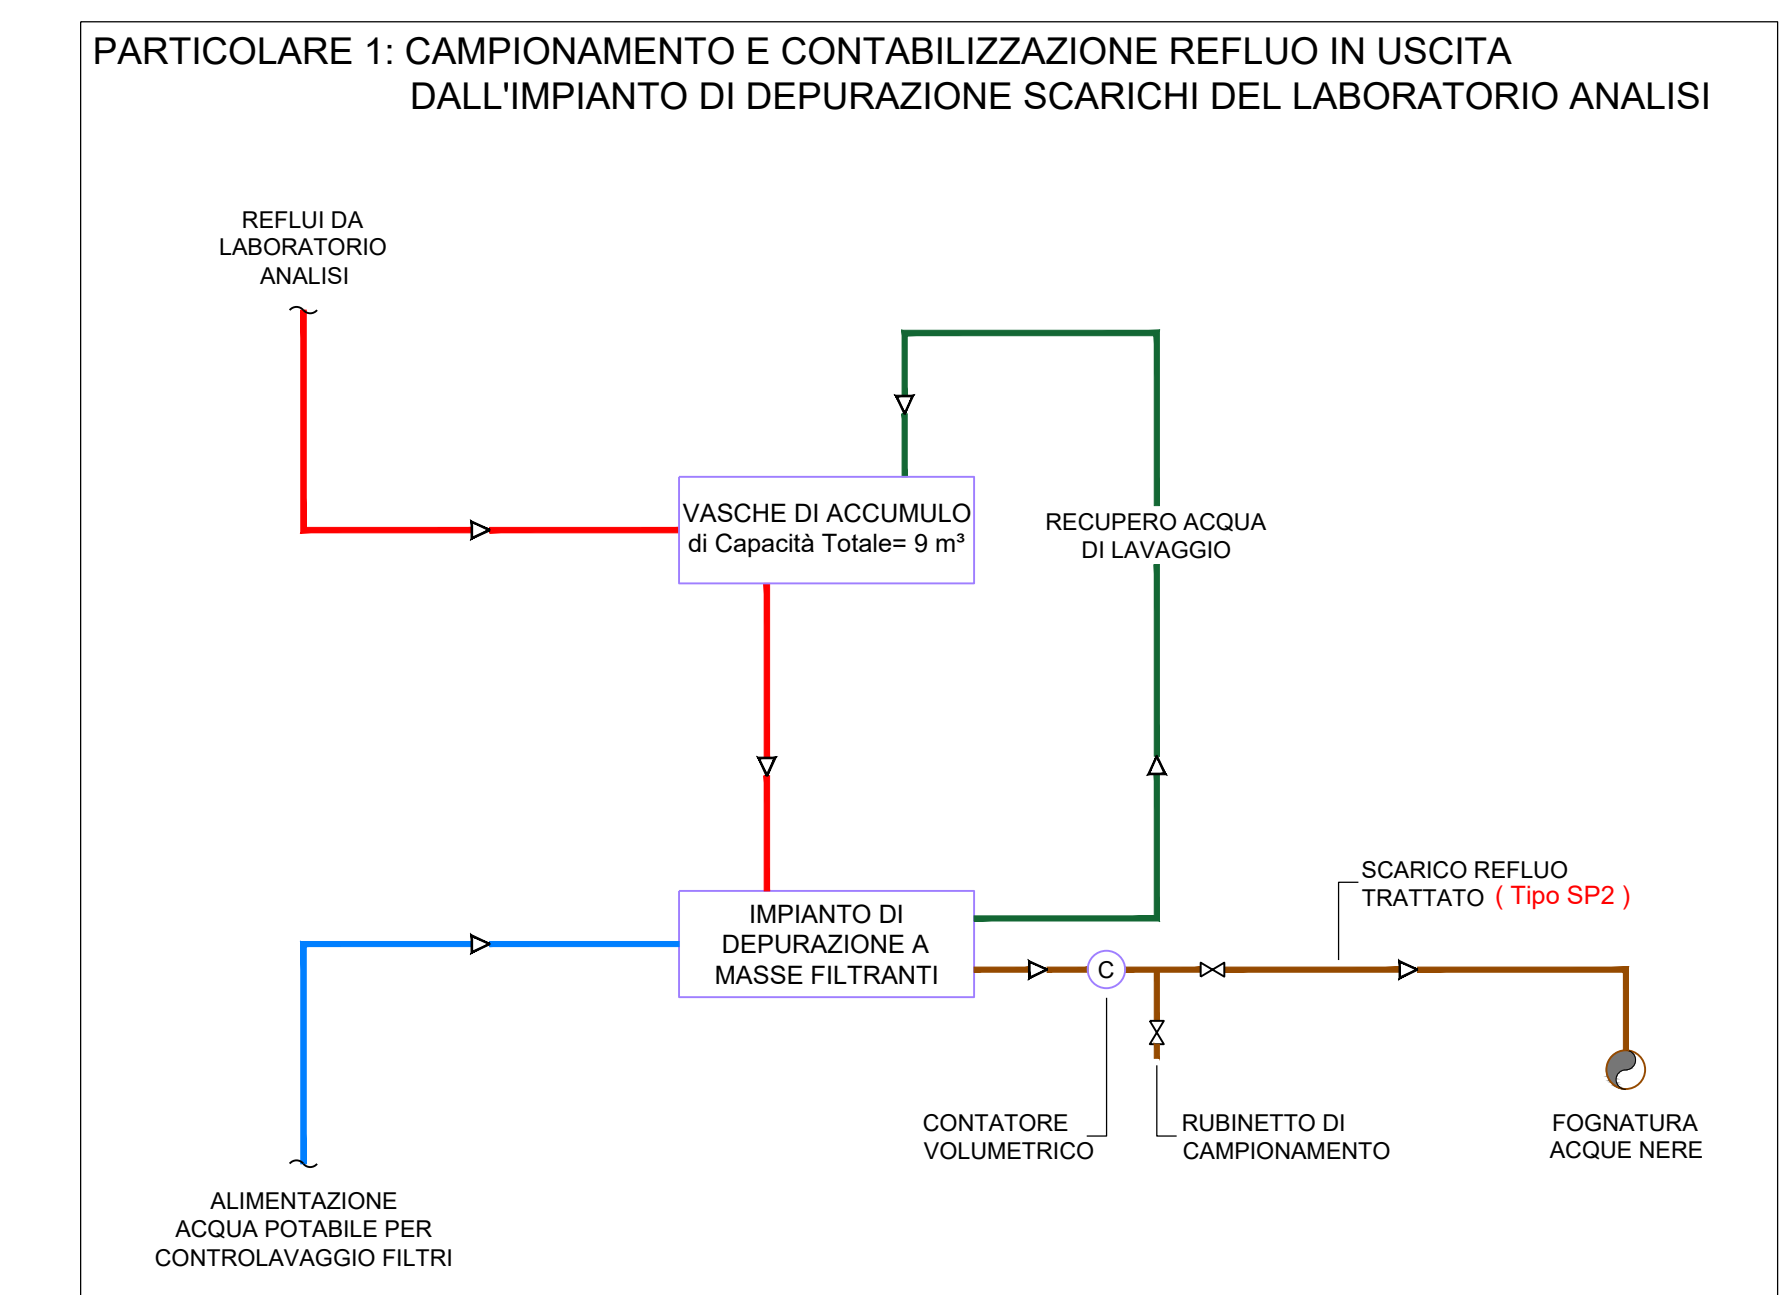 PARTICOLARE 1: CAMPIONAMENTO E CONTABILIZZAZIONE REFLUO IN USCITA
DALL'IMPIANTO DI DEPURAZIONE SCARICHI DEL LABORATORIO ANALISI
REFLUI DA
LABORATORIO
ANALISI
VASCHE DI ACCUMULO
di Capacità Totale= 9 m³
RECUPERO ACQUA
DI LAVAGGIO
IMPIANTO DI
DEPURAZIONE A
MASSE FILTRANTI
SCARICO REFLUO
TRATTATO ( Tipo SP2 )
C
CONTATORE
VOLUMETRICO
RUBINETTO DI
CAMPIONAMENTO
FOGNATURA
ACQUE NERE
ALIMENTAZIONE
ACQUA POTABILE PER
CONTROLAVAGGIO FILTRI